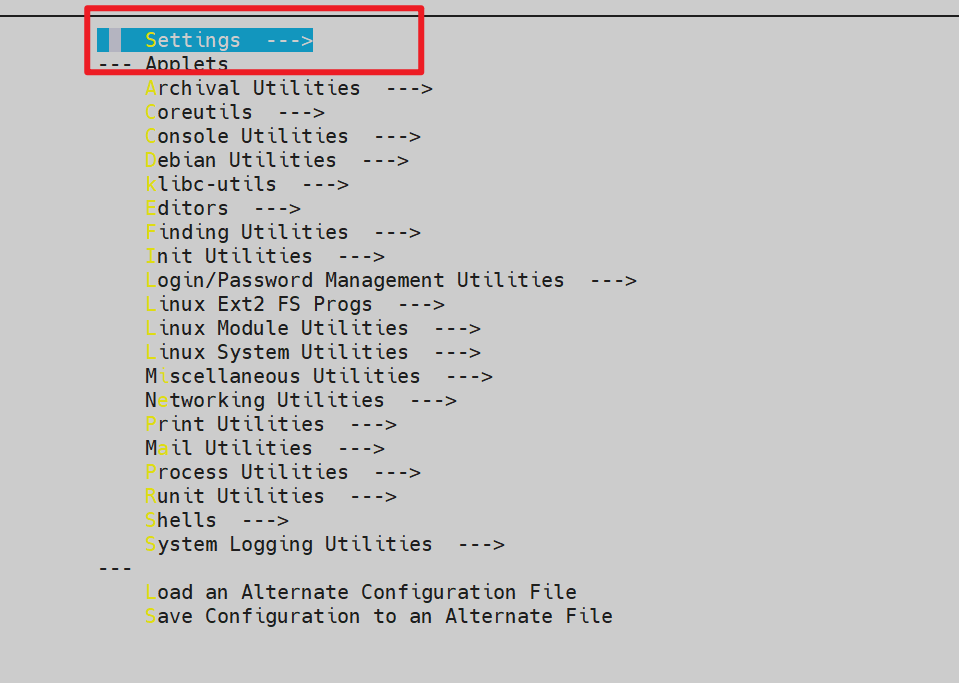 Settings  --->
--- Applets
Archival Utilities  --->
Coreutils  --->
Console Utilities  --->
Debian Utilities  --->
klibc-utils  --->
Editors  --->
Finding Utilities  --->
Init Utilities  --->
Login/Password Management Utilities  --->
Linux Ext2 FS Progs  --->
Linux Module Utilities  --->
Linux System Utilities  --->
Miscellaneous Utilities  --->
Networking Utilities  --->
Print Utilities  --->
Mail Utilities  --->
Process Utilities  --->
Runit Utilities  --->
Shells  --->
System Logging Utilities  --->
---
Load an Alternate Configuration File
Save Configuration to an Alternate File